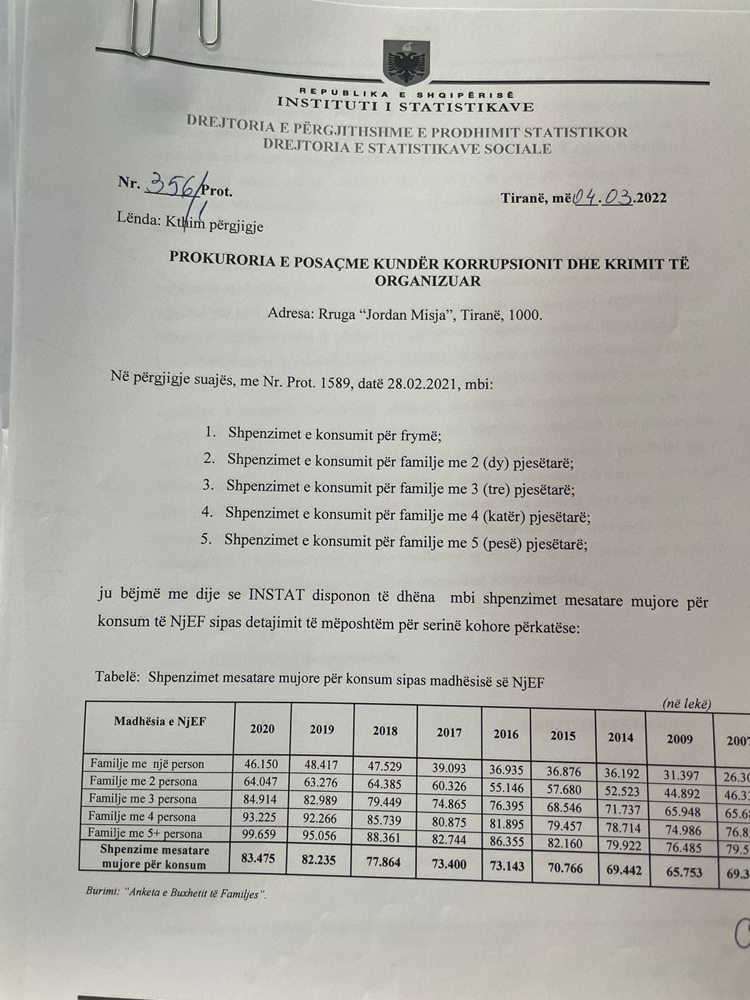 REPUBLIKA E SHQIPËRISË
INSTITUTI I STATISTIKAVE
DREJTORIA E PËRGJITHSHME E PRODHIMIT STATISTIKOR
DREJTORIA E STATISTIKAVE SOCIALE
Nr. 356/1 Prot. Tiranë, më 04.03.2022
Lënda: Kthim përgjigje
PROKURORIA E POSAÇME KUNDËR KORRUPSIONIT DHE KRIMIT TË
ORGANIZUAR
Adresa: Rruga “Jordan Misja”, Tiranë, 1000.
Në përgjigje suajës, me Nr. Prot. 1589, datë 28.02.2021, mbi:
1. Shpenzimet e konsumit për frymë;
2. Shpenzimet e konsumit për familje me 2 (dy) pjesëtarë;
3. Shpenzimet e konsumit për familje me 3 (tre) pjesëtarë;
4. Shpenzimet e konsumit për familje me 4 (katër) pjesëtarë;
5. Shpenzimet e konsumit për familje me 5 (pesë) pjesëtarë;
ju bëjmë me dije se INSTAT disponon të dhëna mbi shpenzimet mesatare mujore për
konsum të NjEF sipas detajimit të mëposhtëm për serinë kohore përkatëse:
Tabelë: Shpenzimet mesatare mujore për konsum sipas madhësisë së NjEF
(në lekë)
Madhësia e NjEF 2020 2019 2018 2017 2016 2015 2014 2009 2007
Familje me një person 46.150 48.417 47.529 39.093 36.935 36.876 36.192 31.397 26.30
Familje me 2 persona 64.047 63.276 64.385 60.326 55.146 57.680 52.523 44.892 46.33
Familje me 3 persona 84.914 82.989 79.449 74.865 76.395 68.546 71.737 65.948 65.68
Familje me 4 persona 93.225 92.266 85.739 80.875 81.895 79.457 78.714 74.986 76.8
Familje me 5+ persona 99.659 95.056 88.361 82.744 86.355 82.160 79.922 76.485 79.5
Shpenzime mesatare
mujore për konsum 83.475 82.235 77.864 73.400 73.143 70.766 69.442 65.753 69.3
Burimi: “Anketa e Buxhetit të Familjes”.